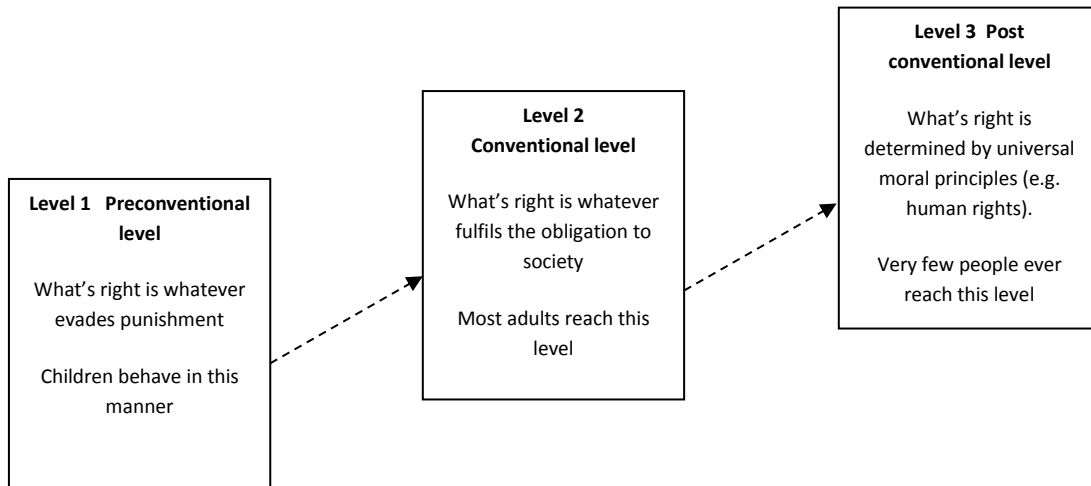 Level 1   Preconventional
level
What’s right is whatever
evades punishment
Children behave in this
manner
Level 2
Conventional level
What’s right is whatever
fulfils the obligation to
society
Most adults reach this
level
Level 3  Post
conventional level
What’s right is
determined by universal
moral principles (e.g.
human rights).
Very few people ever
reach this level